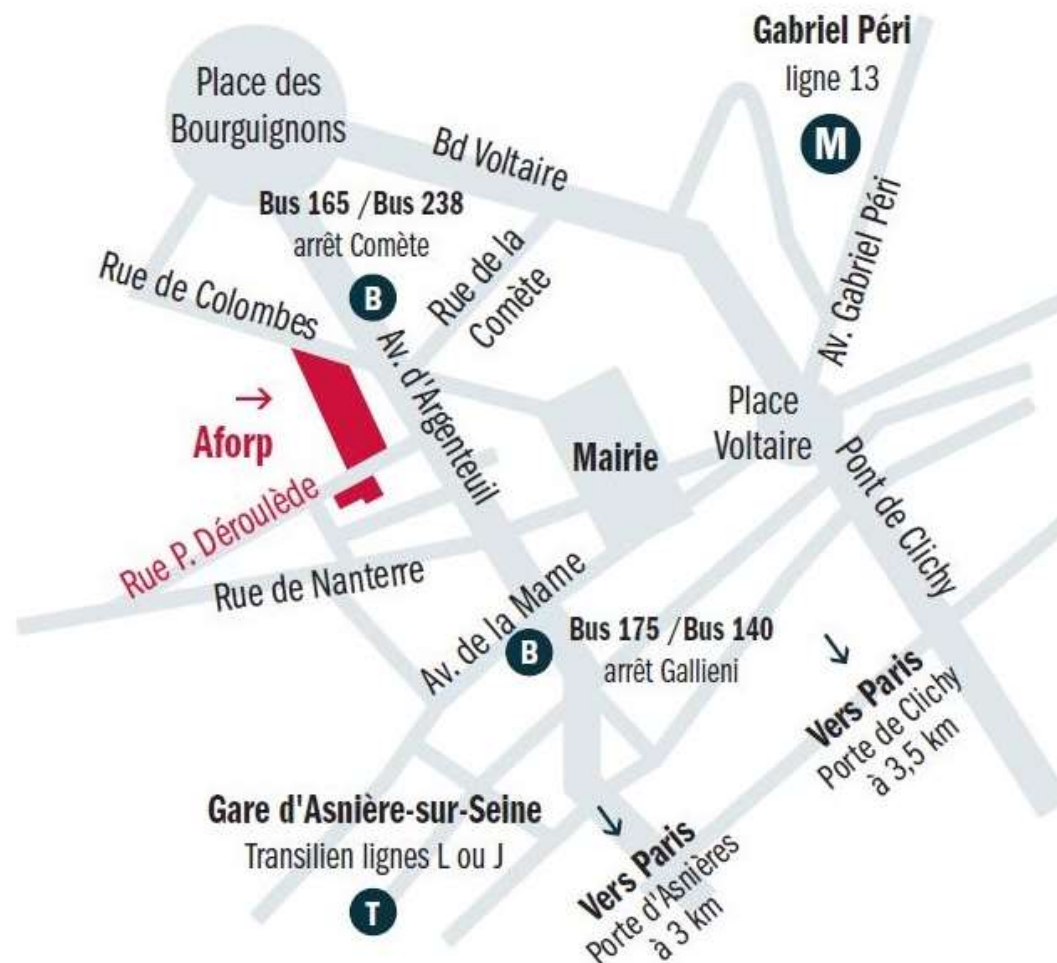 Gabriel Péri
ligne 13
M
Place des
Bourguignons
Bd Voltaire
Bus 165 /Bus 238
arrêt Comète
B
Rue de la
Comète
Rue de Colombes
Av. Gabriel Péri
Av. d'Argenteuil
→
Aforp
Place
Voltaire
Mairie
Pont de Clichy
Rue P. Déroulède
Rue de Nanterre
Av. de la Marne
B
Bus 175 /Bus 140
arrêt Gallieni
Vers Paris
Porte de Clichy
à 3,5 km
Gare d'Asnière-sur-Seine
Transilien lignes L ou J
T
Vers Paris
Porte d'Asnières
à 3 km